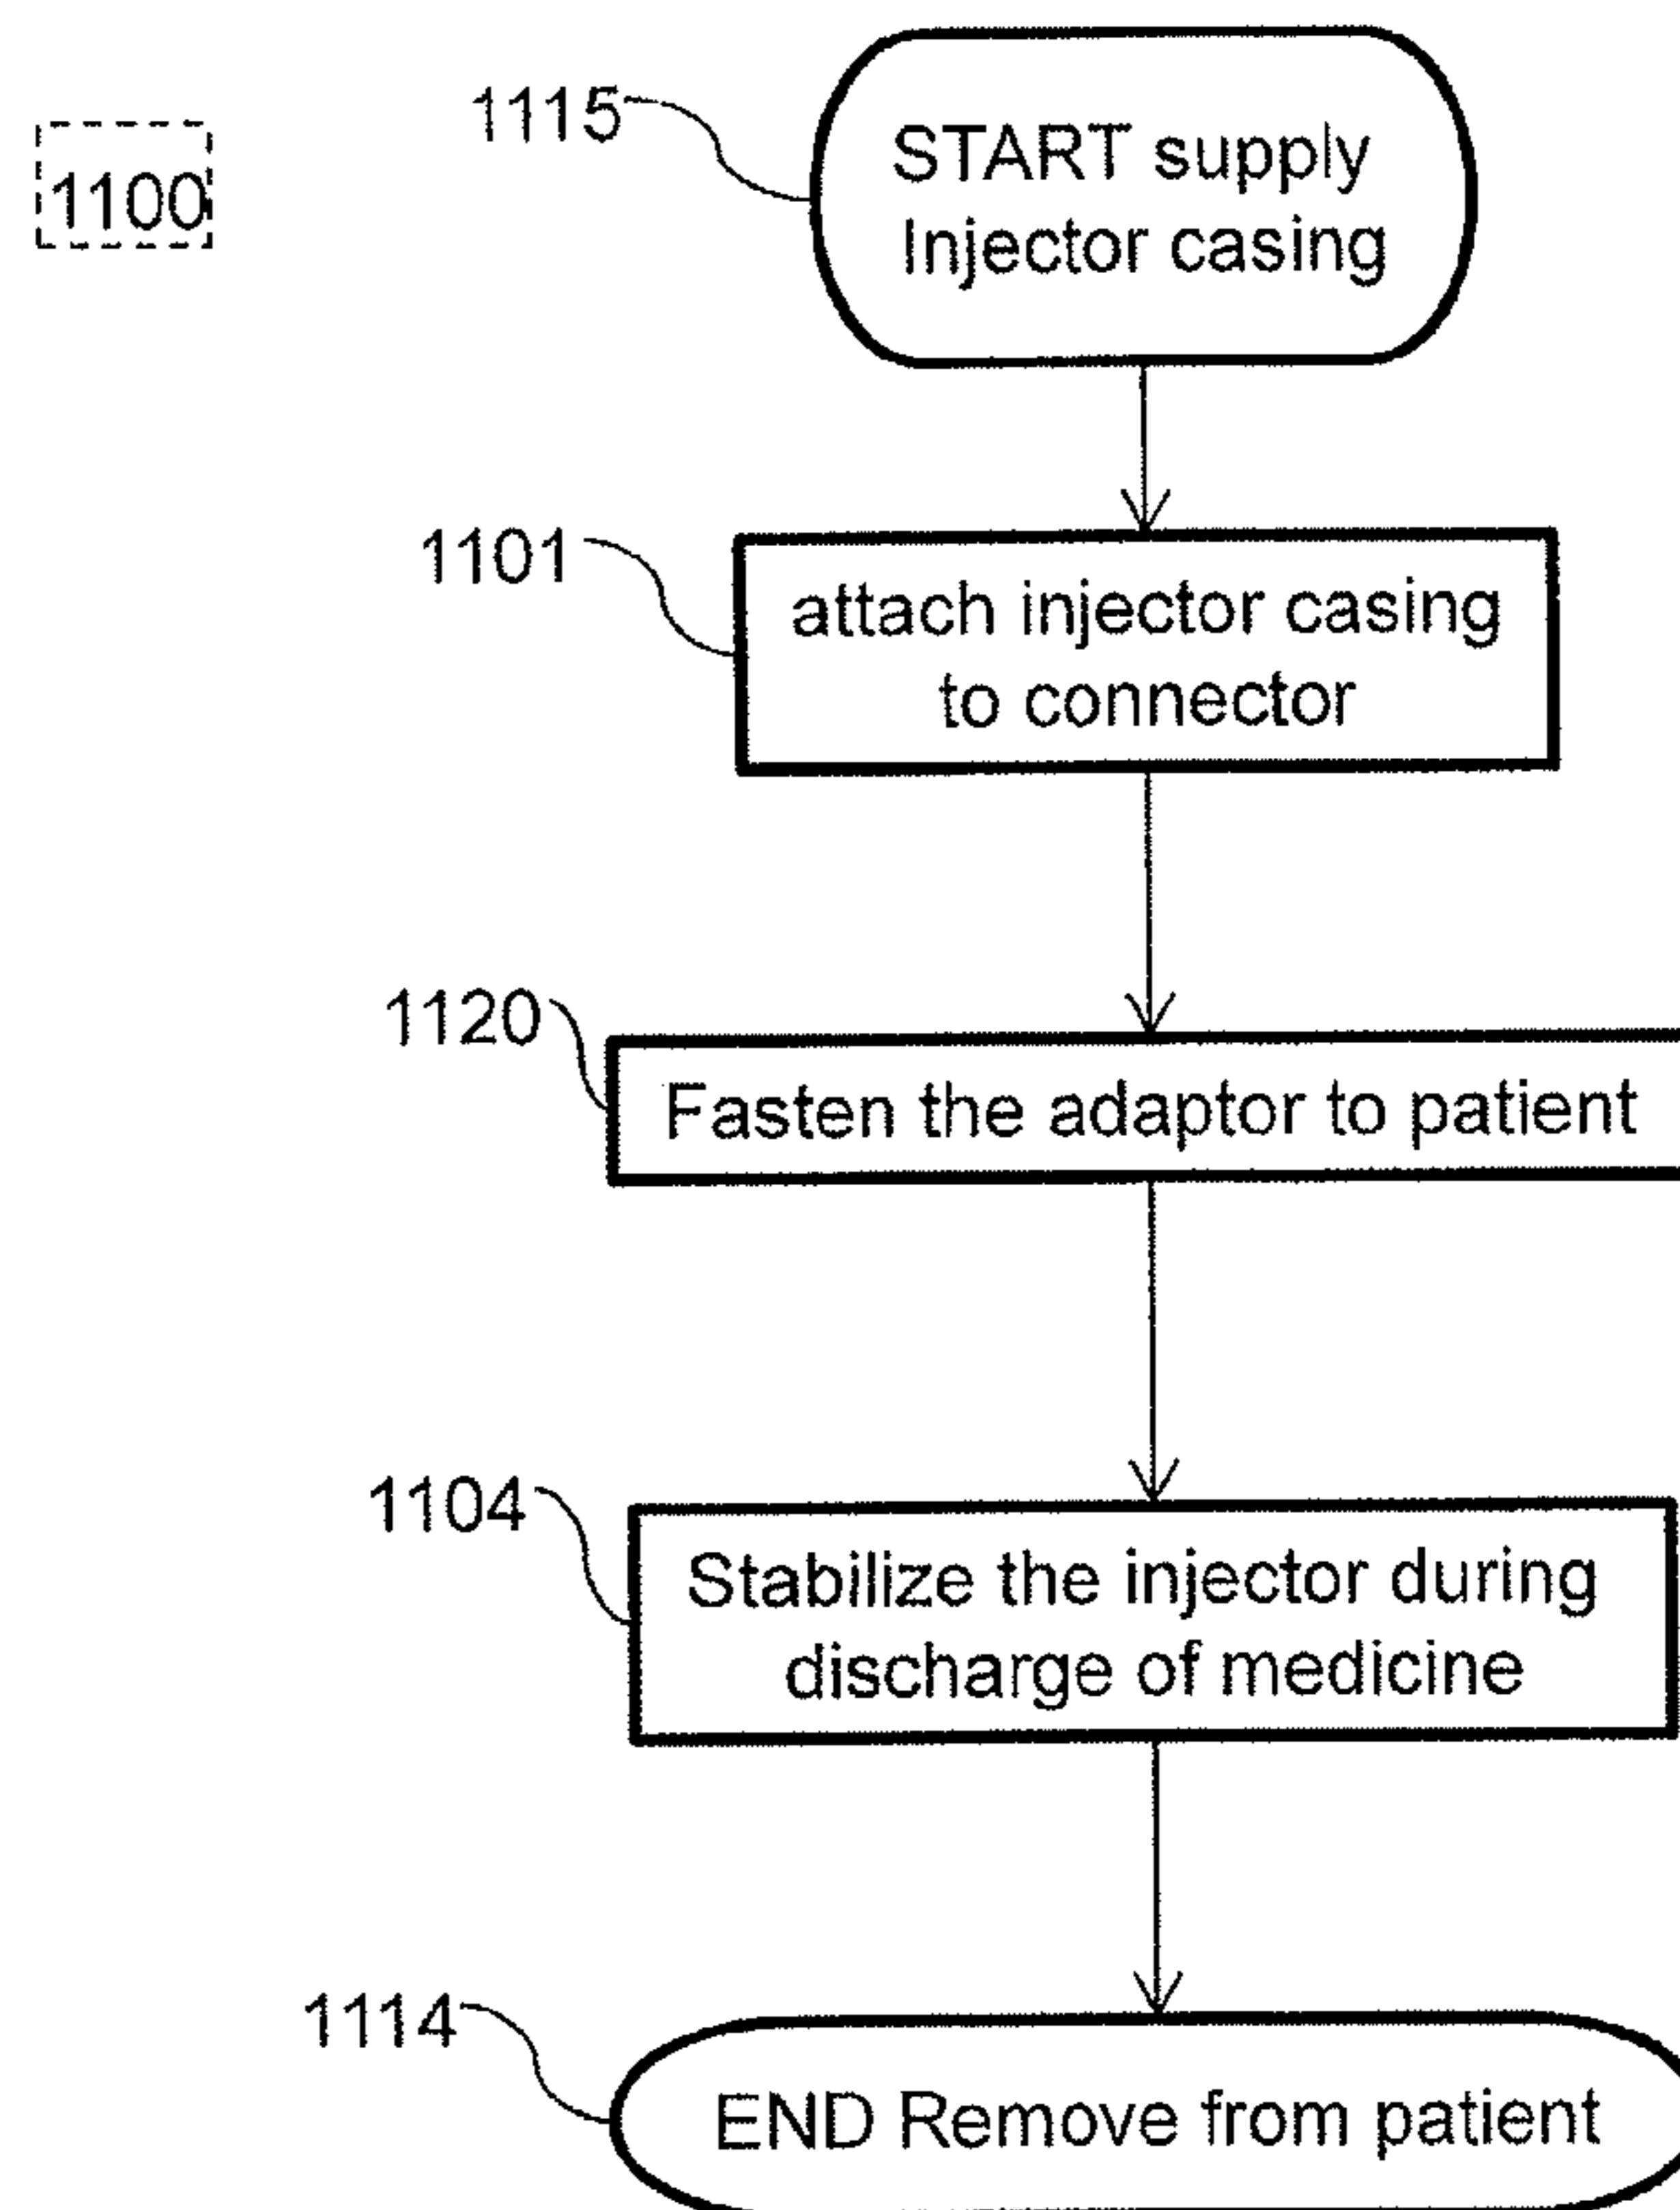 1100
1115
START supply
Injector casing
1101
attach injector casing
to connector
1120
Fasten the adaptor to patient
1104
Stabilize the injector during
discharge of medicine
1114
END Remove from patient